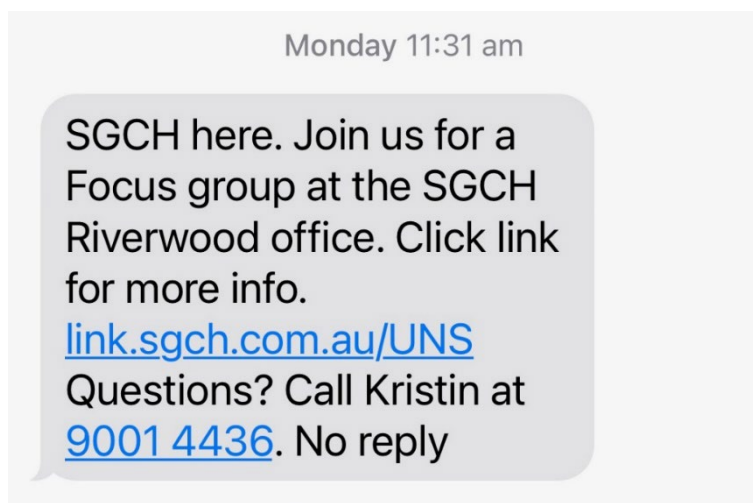 Monday 11:31 am
SGCH here. Join us for a
Focus group at the SGCH
Riverwood office. Click link
for more info.
link.sgch.com.au/UNS
Questions? Call Kristin at
9001 4436. No reply